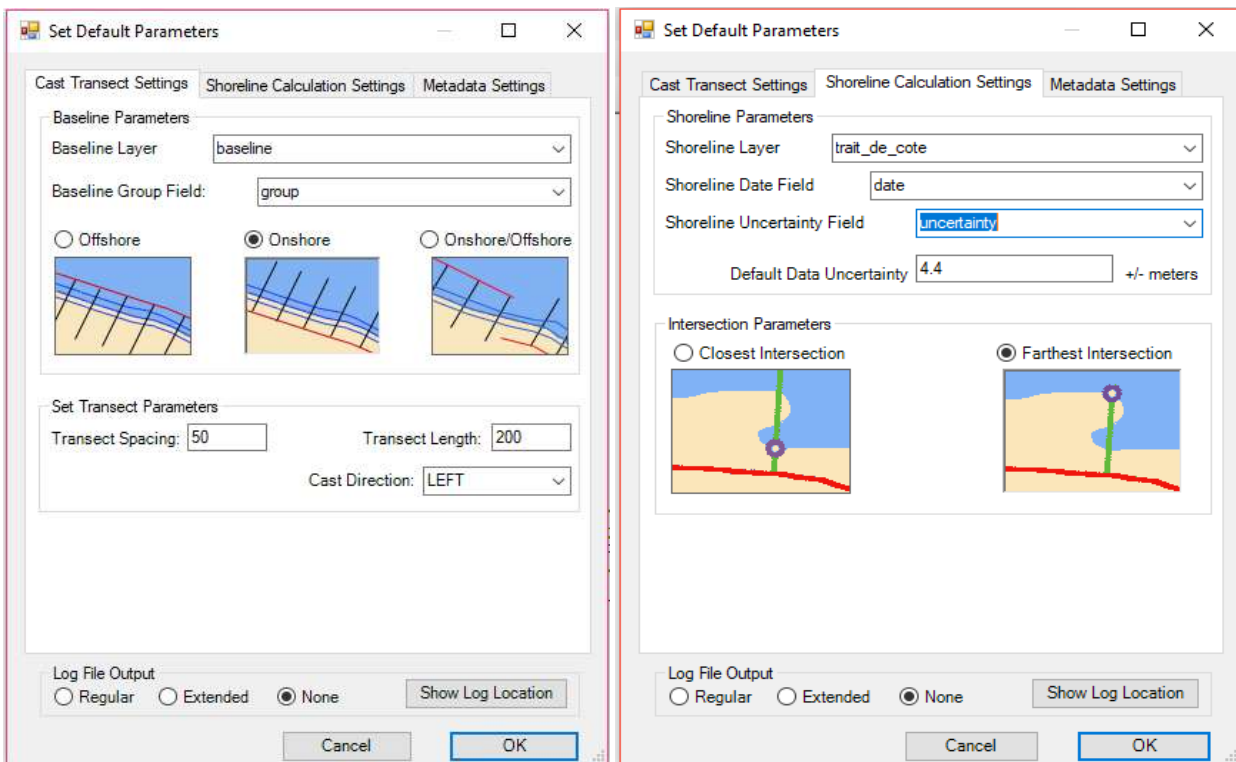 Set Default Parameters
Cast Transect Settings Shoreline Calculation Settings Metadata Settings
Baseline Parameters
Baseline Layer baseline
Baseline Group Field: group
Offshore Onshore Onshore/Offshore
Set Transect Parameters
Transect Spacing: 50 Transect Length: 200
Cast Direction: LEFT
Log File Output
Regular Extended None Show Log Location
Cancel OK
Set Default Parameters
Cast Transect Settings Shoreline Calculation Settings Metadata Settings
Shoreline Parameters
Shoreline Layer trait_de_cote
Shoreline Date Field date
Shoreline Uncertainty Field uncertainty
Default Data Uncertainty 4.4 +/- meters
Intersection Parameters
Closest Intersection Farthest Intersection
Log File Output
Regular Extended None Show Log Location
Cancel OK